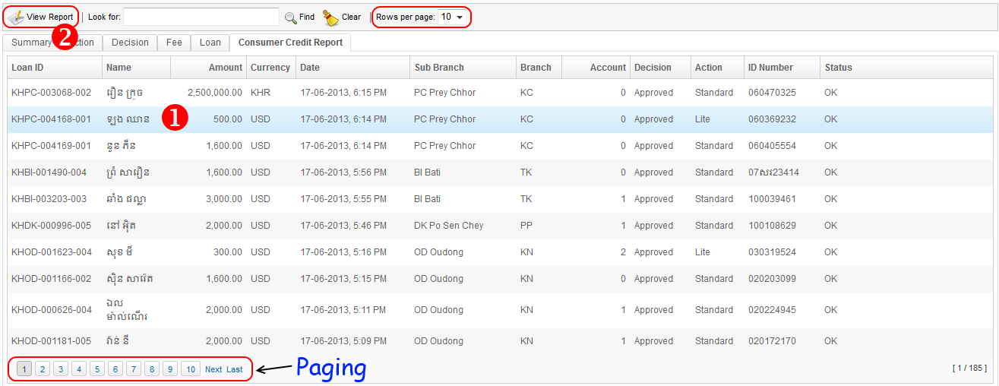 View Report Look for: Find Clear Rows per page: 10
2
Summary ction Decision Fee Loan Consumer Credit Report
Loan ID Name Amount Currency Date Sub Branch Branch Account Decision Action ID Number Status
KHPC-003068-002 រឿន ក្រូច 2,500,000.00 KHR 17-06-2013, 6:15 PM PC Prey Chhor KC 0 Approved Standard 060470325 OK
KHPC-004168-001 ឡុង ឈាន 1 500.00 USD 17-06-2013, 6:14 PM PC Prey Chhor KC 0 Approved Lite 060369232 OK
KHPC-004169-001 នួន ភឺន 1,600.00 USD 17-06-2013, 6:14 PM PC Prey Chhor KC 0 Approved Standard 060405554 OK
KHBI-001490-004 ព្រំ សារឿន 1,600.00 USD 17-06-2013, 5:56 PM BI Bati TK 0 Approved Standard 07សរ23414 OK
KHBI-003203-003 ឆាំង ផល្លា 3,000.00 USD 17-06-2013, 5:55 PM BI Bati TK 1 Approved Standard 100039461 OK
KHDK-000996-005 នៅ អ៊ិត 2,000.00 USD 17-06-2013, 5:46 PM DK Po Sen Chey PP 1 Approved Standard 100108629 OK
KHOD-001623-004 សុខ មី 300.00 USD 17-06-2013, 5:16 PM OD Oudong KN 2 Approved Lite 030319524 OK
KHOD-001166-002 ស៊ិន សារ៉េត 1,600.00 USD 17-06-2013, 5:15 PM OD Oudong KN 0 Approved Standard 020203099 OK
KHOD-000626-004 ឯល ម៉ាល់ណើរ 2,000.00 USD 17-06-2013, 5:11 PM OD Oudong KN 1 Approved Standard 020224945 OK
KHOD-001181-005 វ៉ាន់ នី 2,000.00 USD 17-06-2013, 5:09 PM OD Oudong KN 1 Approved Standard 020172170 OK
1 2 3 4 5 6 7 8 9 10 Next Last Paging [ 1 / 185 ]